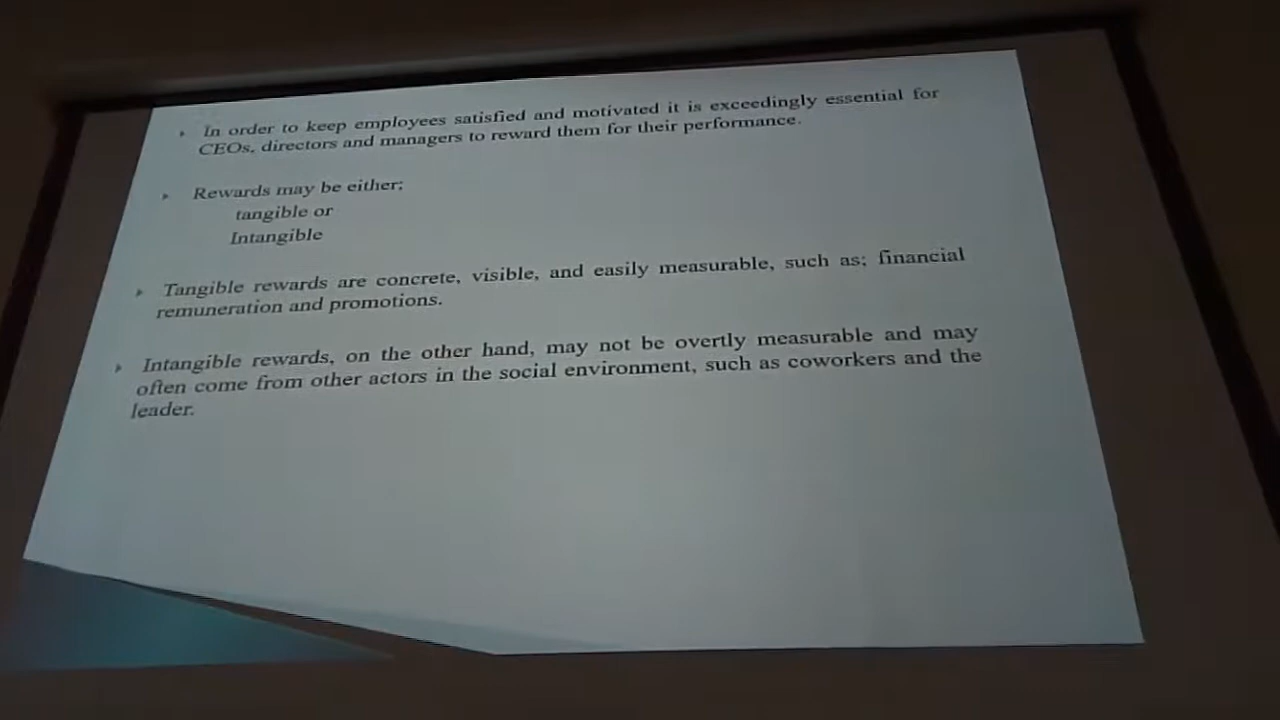 In order to keep employees satisfied and motivated it is exceedingly essential for
CEOs, directors and managers to reward them for their performance.
Rewards may be either;
tangible or
Intangible
Tangible rewards are concrete, visible, and easily measurable, such as; financial
remuneration and promotions.
Intangible rewards, on the other hand, may not be overtly measurable and may
often come from other actors in the social environment, such as coworkers and the
leader.